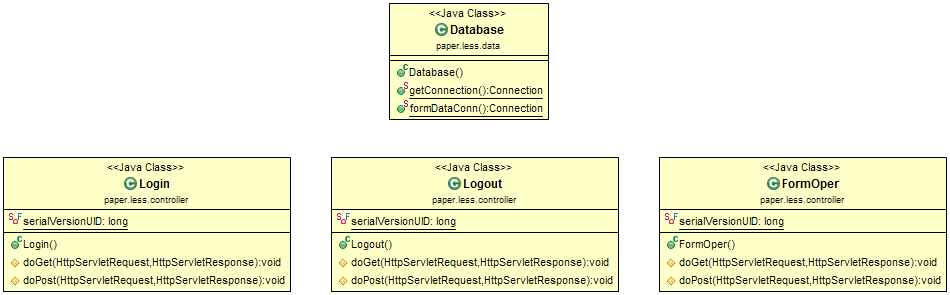 <<Java Class>>
Database
paper.less.data
Database()
getConnection():Connection
formDataConn():Connection
<<Java Class>>
Login
paper.less.controller
serialVersionUID: long
Login()
doGet(HttpServletRequest,HttpServletResponse):void
doPost(HttpServletRequest,HttpServletResponse):void
<<Java Class>>
Logout
paper.less.controller
serialVersionUID: long
Logout()
doGet(HttpServletRequest,HttpServletResponse):void
doPost(HttpServletRequest,HttpServletResponse):void
<<Java Class>>
FormOper
paper.less.controller
serialVersionUID: long
FormOper()
doGet(HttpServletRequest,HttpServletResponse):void
doPost(HttpServletRequest,HttpServletResponse):void